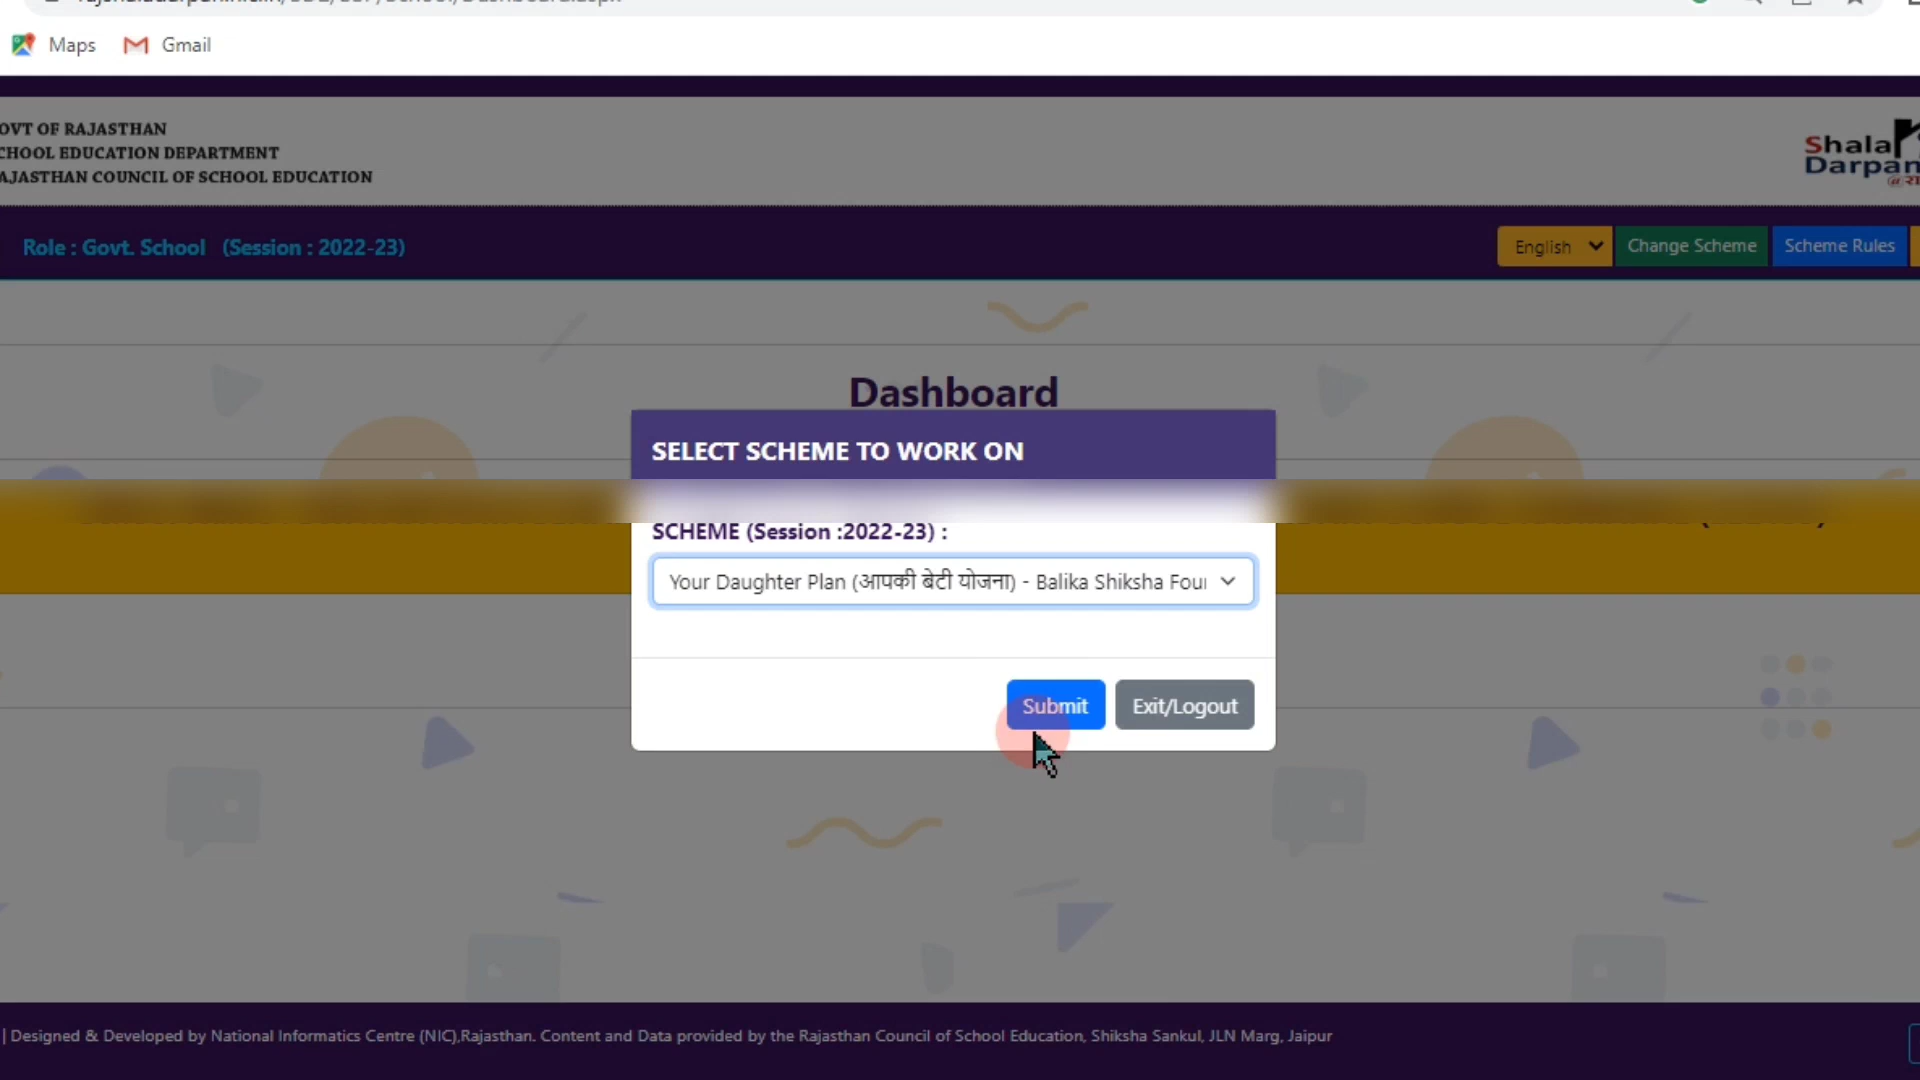 Maps Gmail
OVT OF RAJASTHAN
CHOOL EDUCATION DEPARTMENT
AJASTHAN COUNCIL OF SCHOOL EDUCATION
Shala
Darpan
Role : Govt. School (Session : 2022-23)
English Change Scheme Scheme Rules
Dashboard
SELECT SCHEME TO WORK ON
SCHEME (Session :2022-23) :
Your Daughter Plan (आपकी बेटी योजना) - Balika Shiksha Four
Submit Exit/Logout
| Designed & Developed by National Informatics Centre (NIC),Rajasthan. Content and Data provided by the Rajasthan Council of School Education, Shiksha Sankul, JLN Marg, Jaipur